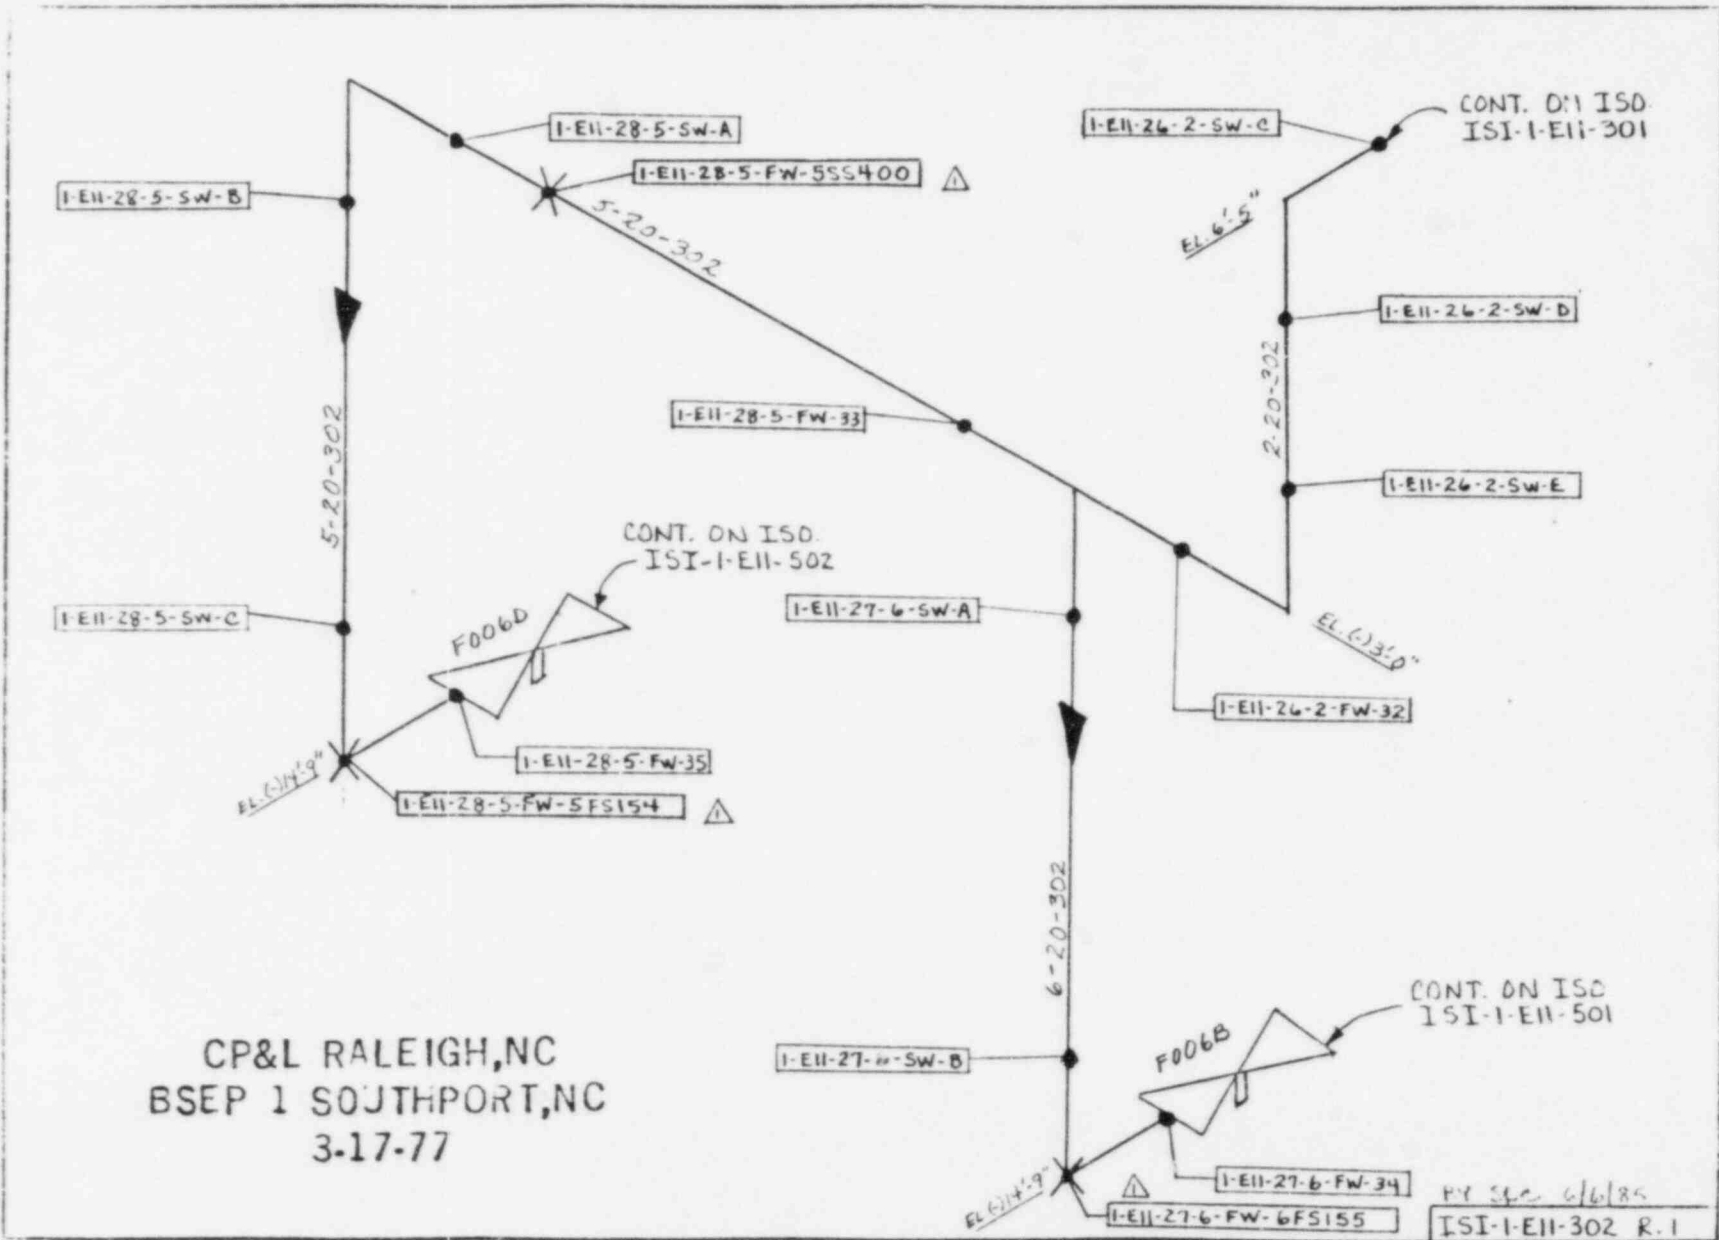 CONT. ON ISO.
ISI-1-E11-301
1-E11-26-2-SW-C
1-E11-28-5-SW-A
1-E11-28-5-FW-5SS400
1
1-E11-28-5-SW-B
5-20-302
EL. 6'-5"
1-E11-26-2-SW-D
2-20-302
1-E11-28-5-FW-33
1-E11-26-2-SW-E
5-20-302
CONT. ON ISO.
ISI-1-E11-502
1-E11-28-5-SW-C
F006D
1-E11-27-6-SW-A
EL. (-)3'-0"
1-E11-26-2-FW-32
1-E11-28-5-FW-35
EL. (-)14'-9"
1-E11-28-5-FW-5FS154
1
6-20-302
CONT. ON ISO
ISI-1-E11-501
F006B
1-E11-27- -SW-B
CP&L RALEIGH,NC
BSEP 1 SOUTHPORT,NC
3-17-77
1-E11-27-6-FW-34
EL (-)14'-9"
1
1-E11-27-6-FW-6FS155
ISI-1-E11-302 R.1